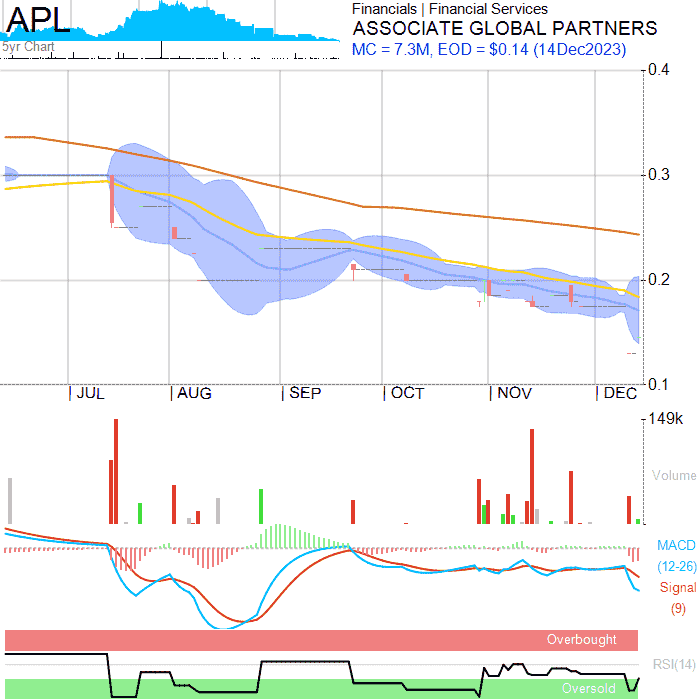 APL
5yr Chart
Financials | Financial Services
ASSOCIATE GLOBAL PARTNERS
MC = 7.3M, EOD = $0.14 (14Dec2023)
0.4
0.3
0.2
0.1
| JUL | AUG | SEP | OCT | NOV | DEC
149k
Volume
MACD
(12-26)
Signal
(9)
Overbought
RSI(14)
Oversold